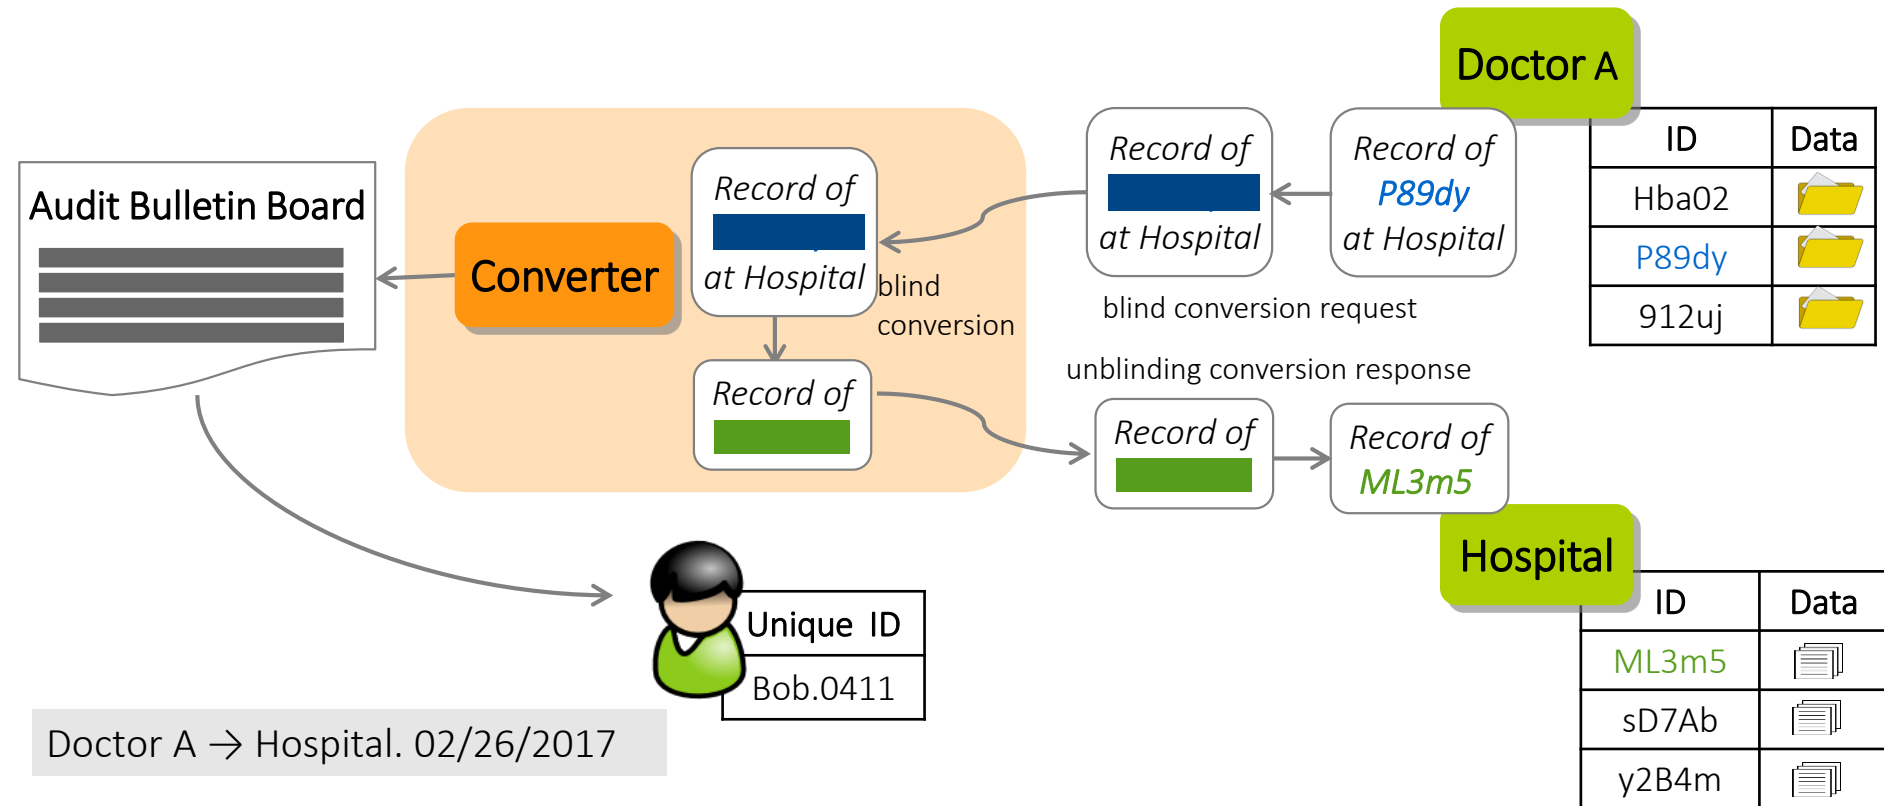 Doctor A
ID Data
Hba02
P89dy
912uj
Record of
P89dy
at Hospital
Record of
at Hospital
blind conversion request
Record of
at Hospital
blind
conversion
Converter
Audit Bulletin Board
Record of
unblinding conversion response
Record of
Record of
ML3m5
Hospital
ID Data
ML3m5
sD7Ab
y2B4m
Unique ID
Bob.0411
Doctor A → Hospital. 02/26/2017